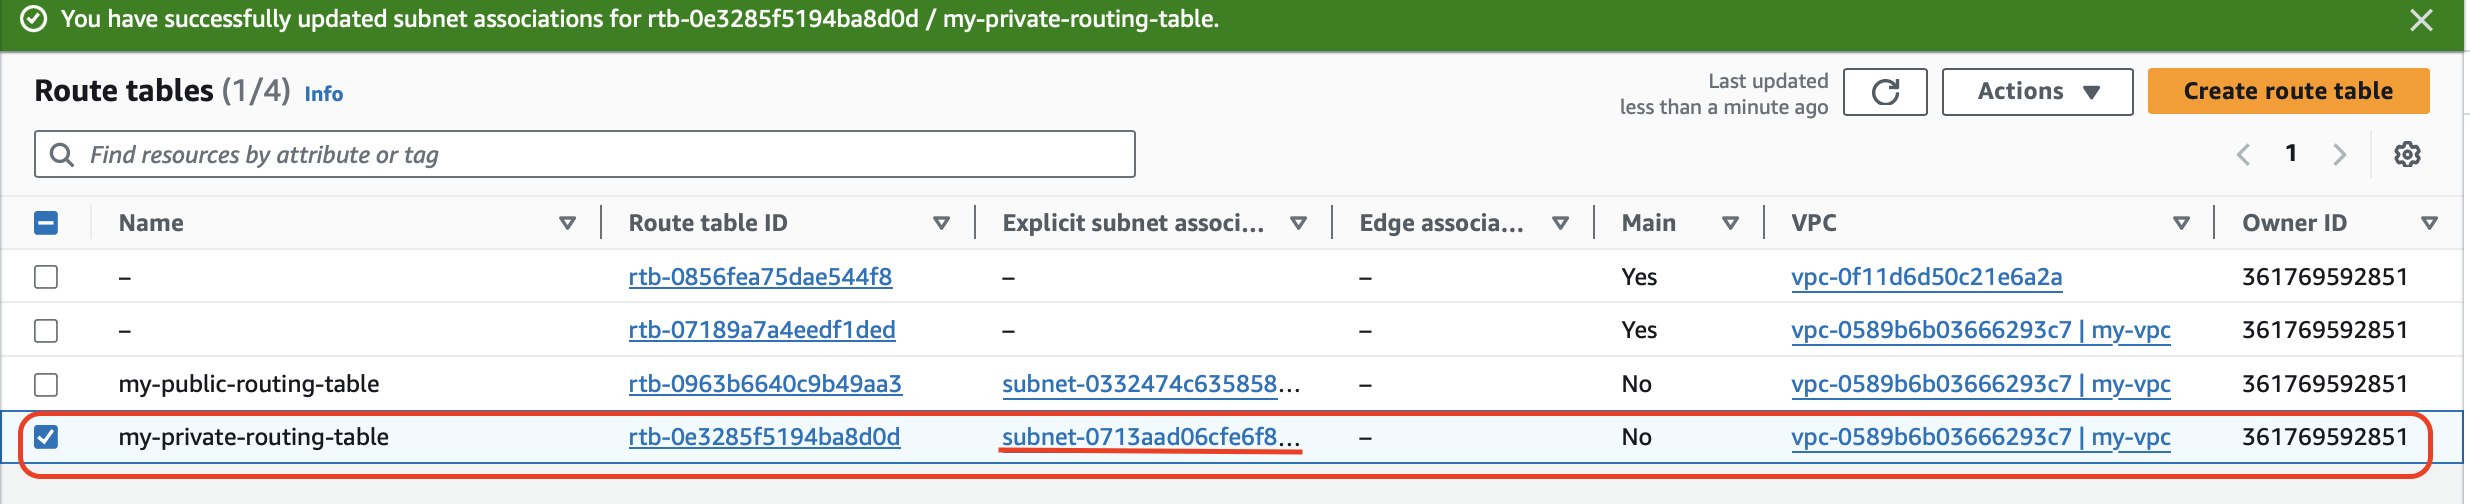 You have successfully updated subnet associations for rtb-0e3285f5194ba8d0d / my-private-routing-table.
Route tables (1/4) Info
Last updated
less than a minute ago
Actions
Create route table
Find resources by attribute or tag
1
Name Route table ID Explicit subnet associ... Edge associa... Main VPC Owner ID
– rtb-0856fea75dae544f8 – – Yes vpc-0f11d6d50c21e6a2a 361769592851
– rtb-07189a7a4eedf1ded – – Yes vpc-0589b6b03666293c7 | my-vpc 361769592851
my-public-routing-table rtb-0963b6640c9b49aa3 subnet-0332474c635858... – No vpc-0589b6b03666293c7 | my-vpc 361769592851
my-private-routing-table rtb-0e3285f5194ba8d0d subnet-0713aad06cfe6f8... – No vpc-0589b6b03666293c7 | my-vpc 361769592851